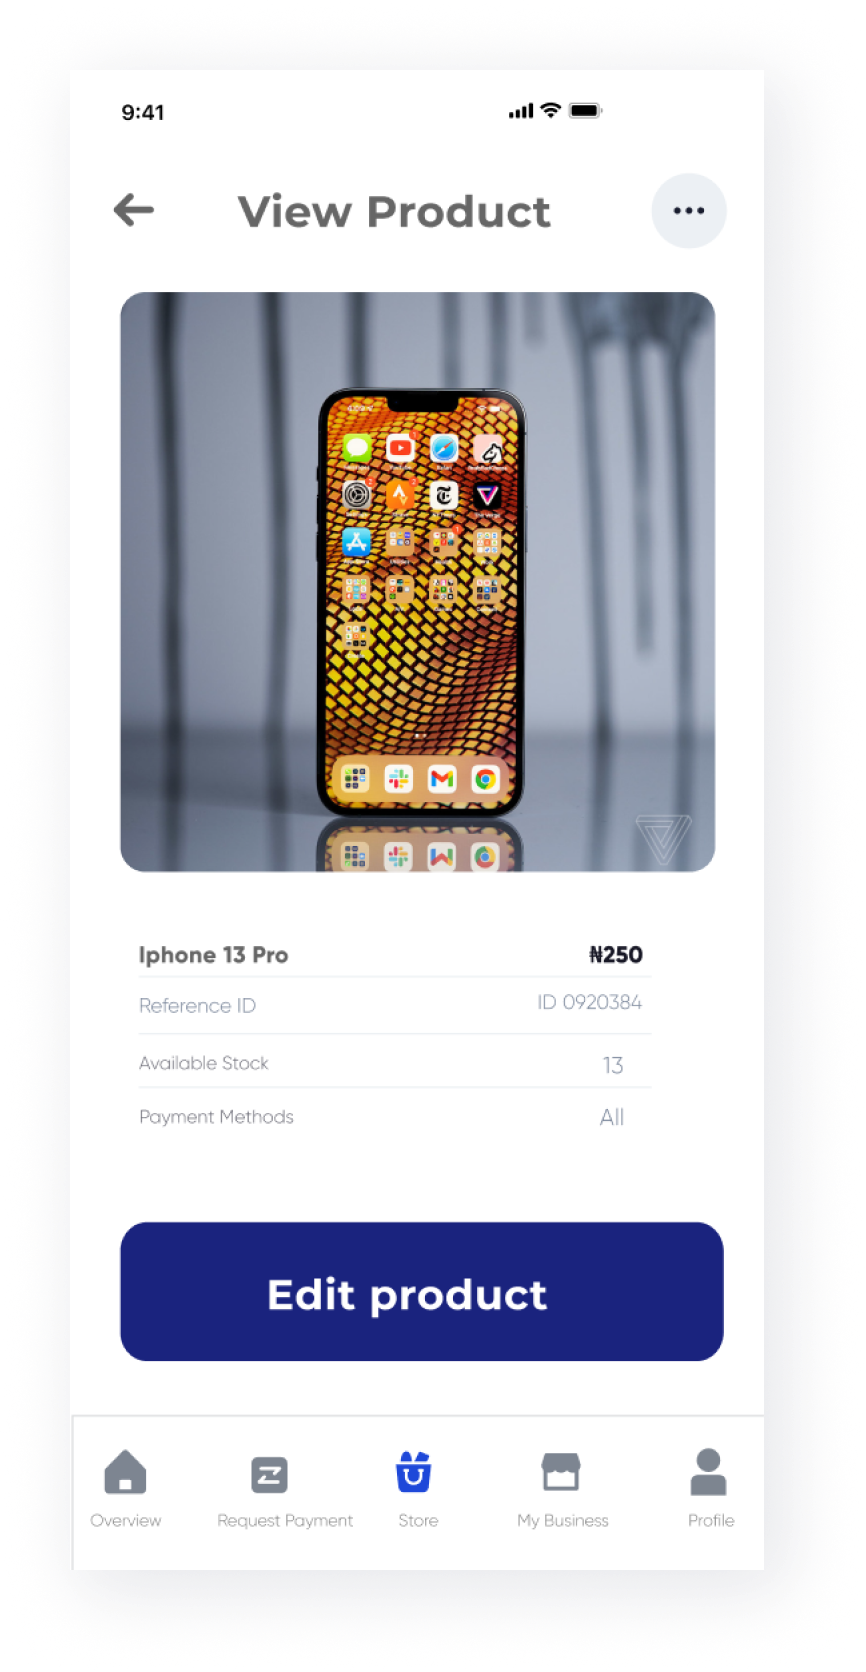 9:41
View Product
Iphone 13 Pro
₦250
Reference ID
ID 0920384
Available Stock
13
Payment Methods
All
Edit product
Overview
Request Payment
Store
My Business
Profile